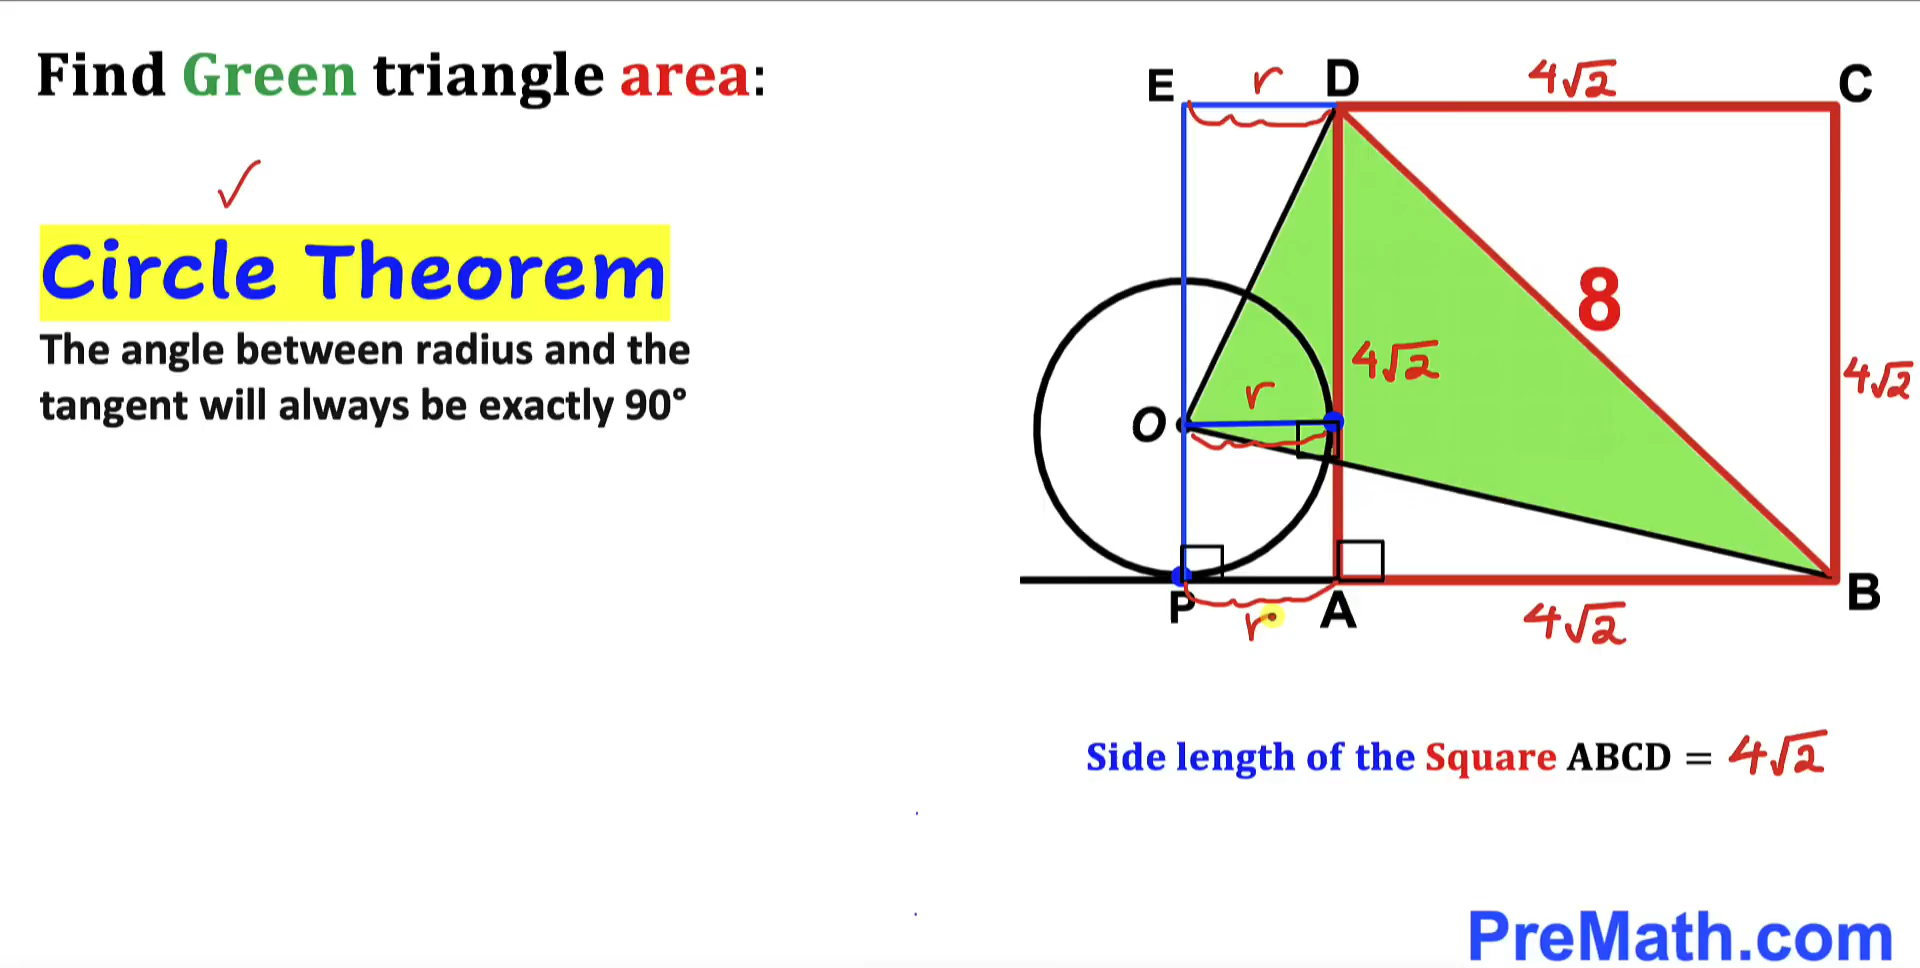 Find Green triangle area:
E r D 4√2 C
Circle Theorem
The angle between radius and the
tangent will always be exactly 90°
8
4√2
4√2
r
O
P r A 4√2 B
Side length of the Square ABCD = 4√2
PreMath.com